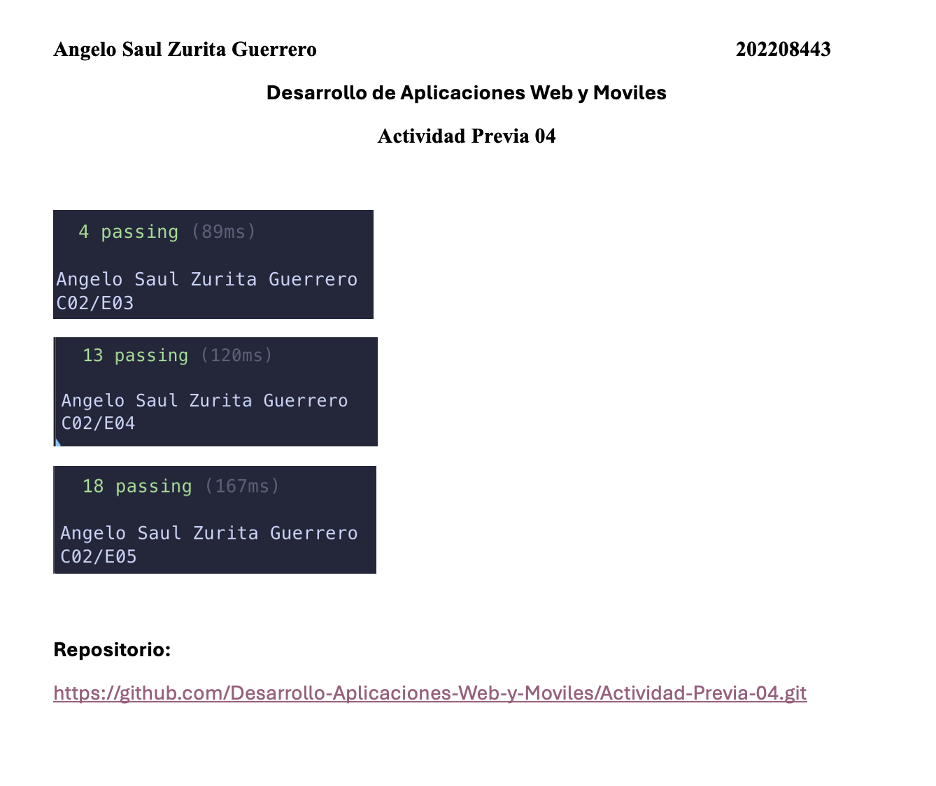 Angelo Saul Zurita Guerrero 202208443
Desarrollo de Aplicaciones Web y Moviles
Actividad Previa 04
4 passing (89ms)
Angelo Saul Zurita Guerrero
C02/E03
13 passing (120ms)
Angelo Saul Zurita Guerrero
C02/E04
18 passing (167ms)
Angelo Saul Zurita Guerrero
C02/E05
Repositorio:
https://github.com/Desarrollo-Aplicaciones-Web-y-Moviles/Actividad-Previa-04.git